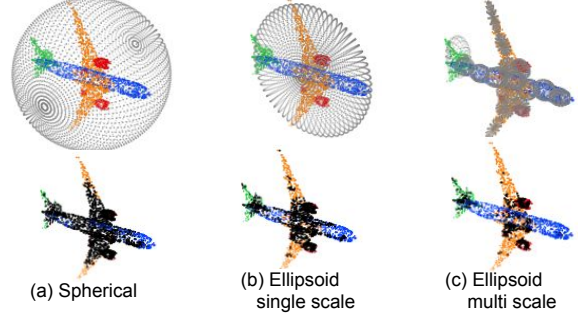 (a) Spherical
(b) Ellipsoid
single scale
(c) Ellipsoid
multi scale